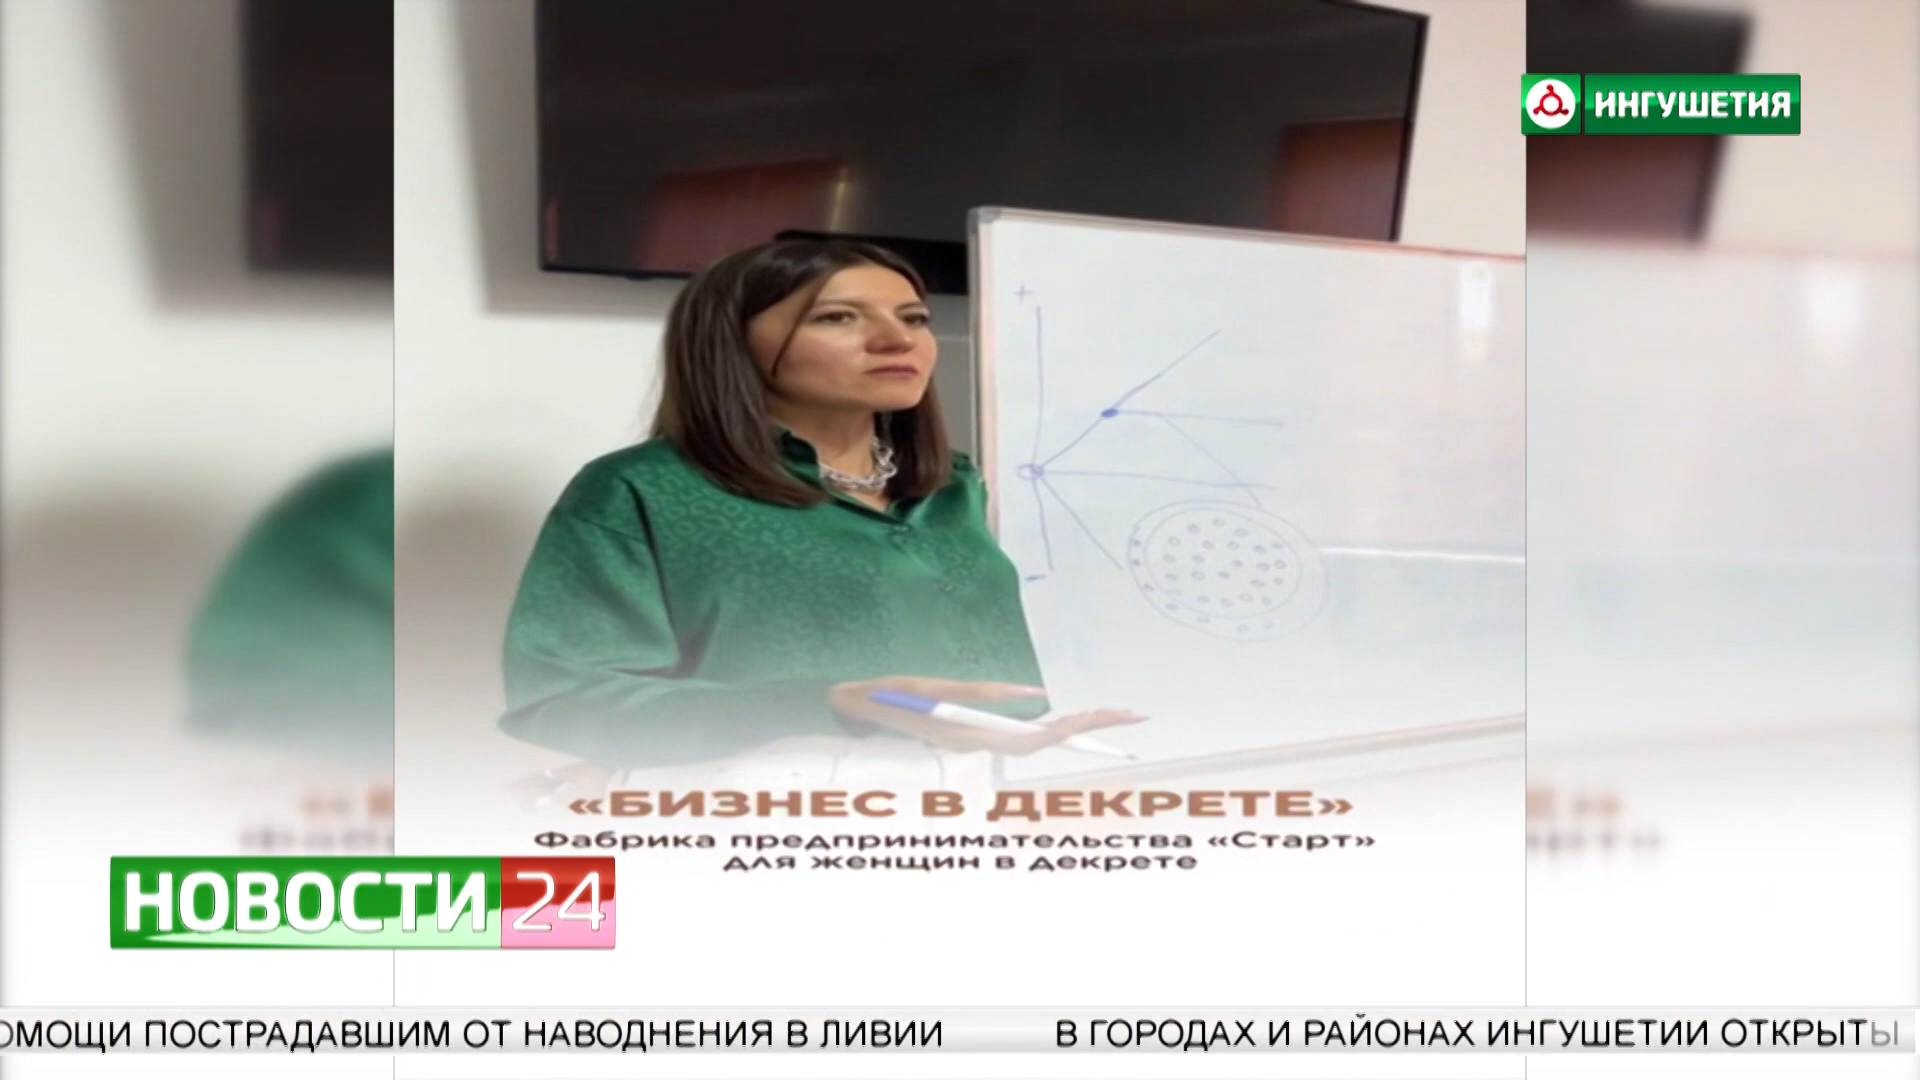 ИНГУШЕТИЯ
+
-
«БИЗНЕС В ДЕКРЕТЕ»
Фабрика предпринимательства «Старт»
для женщин в декрете
НОВОСТИ 24
ОМОЩИ ПОСТРАДАВШИМ ОТ НАВОДНЕНИЯ В ЛИВИИ В ГОРОДАХ И РАЙОНАХ ИНГУШЕТИИ ОТКРЫТЫ